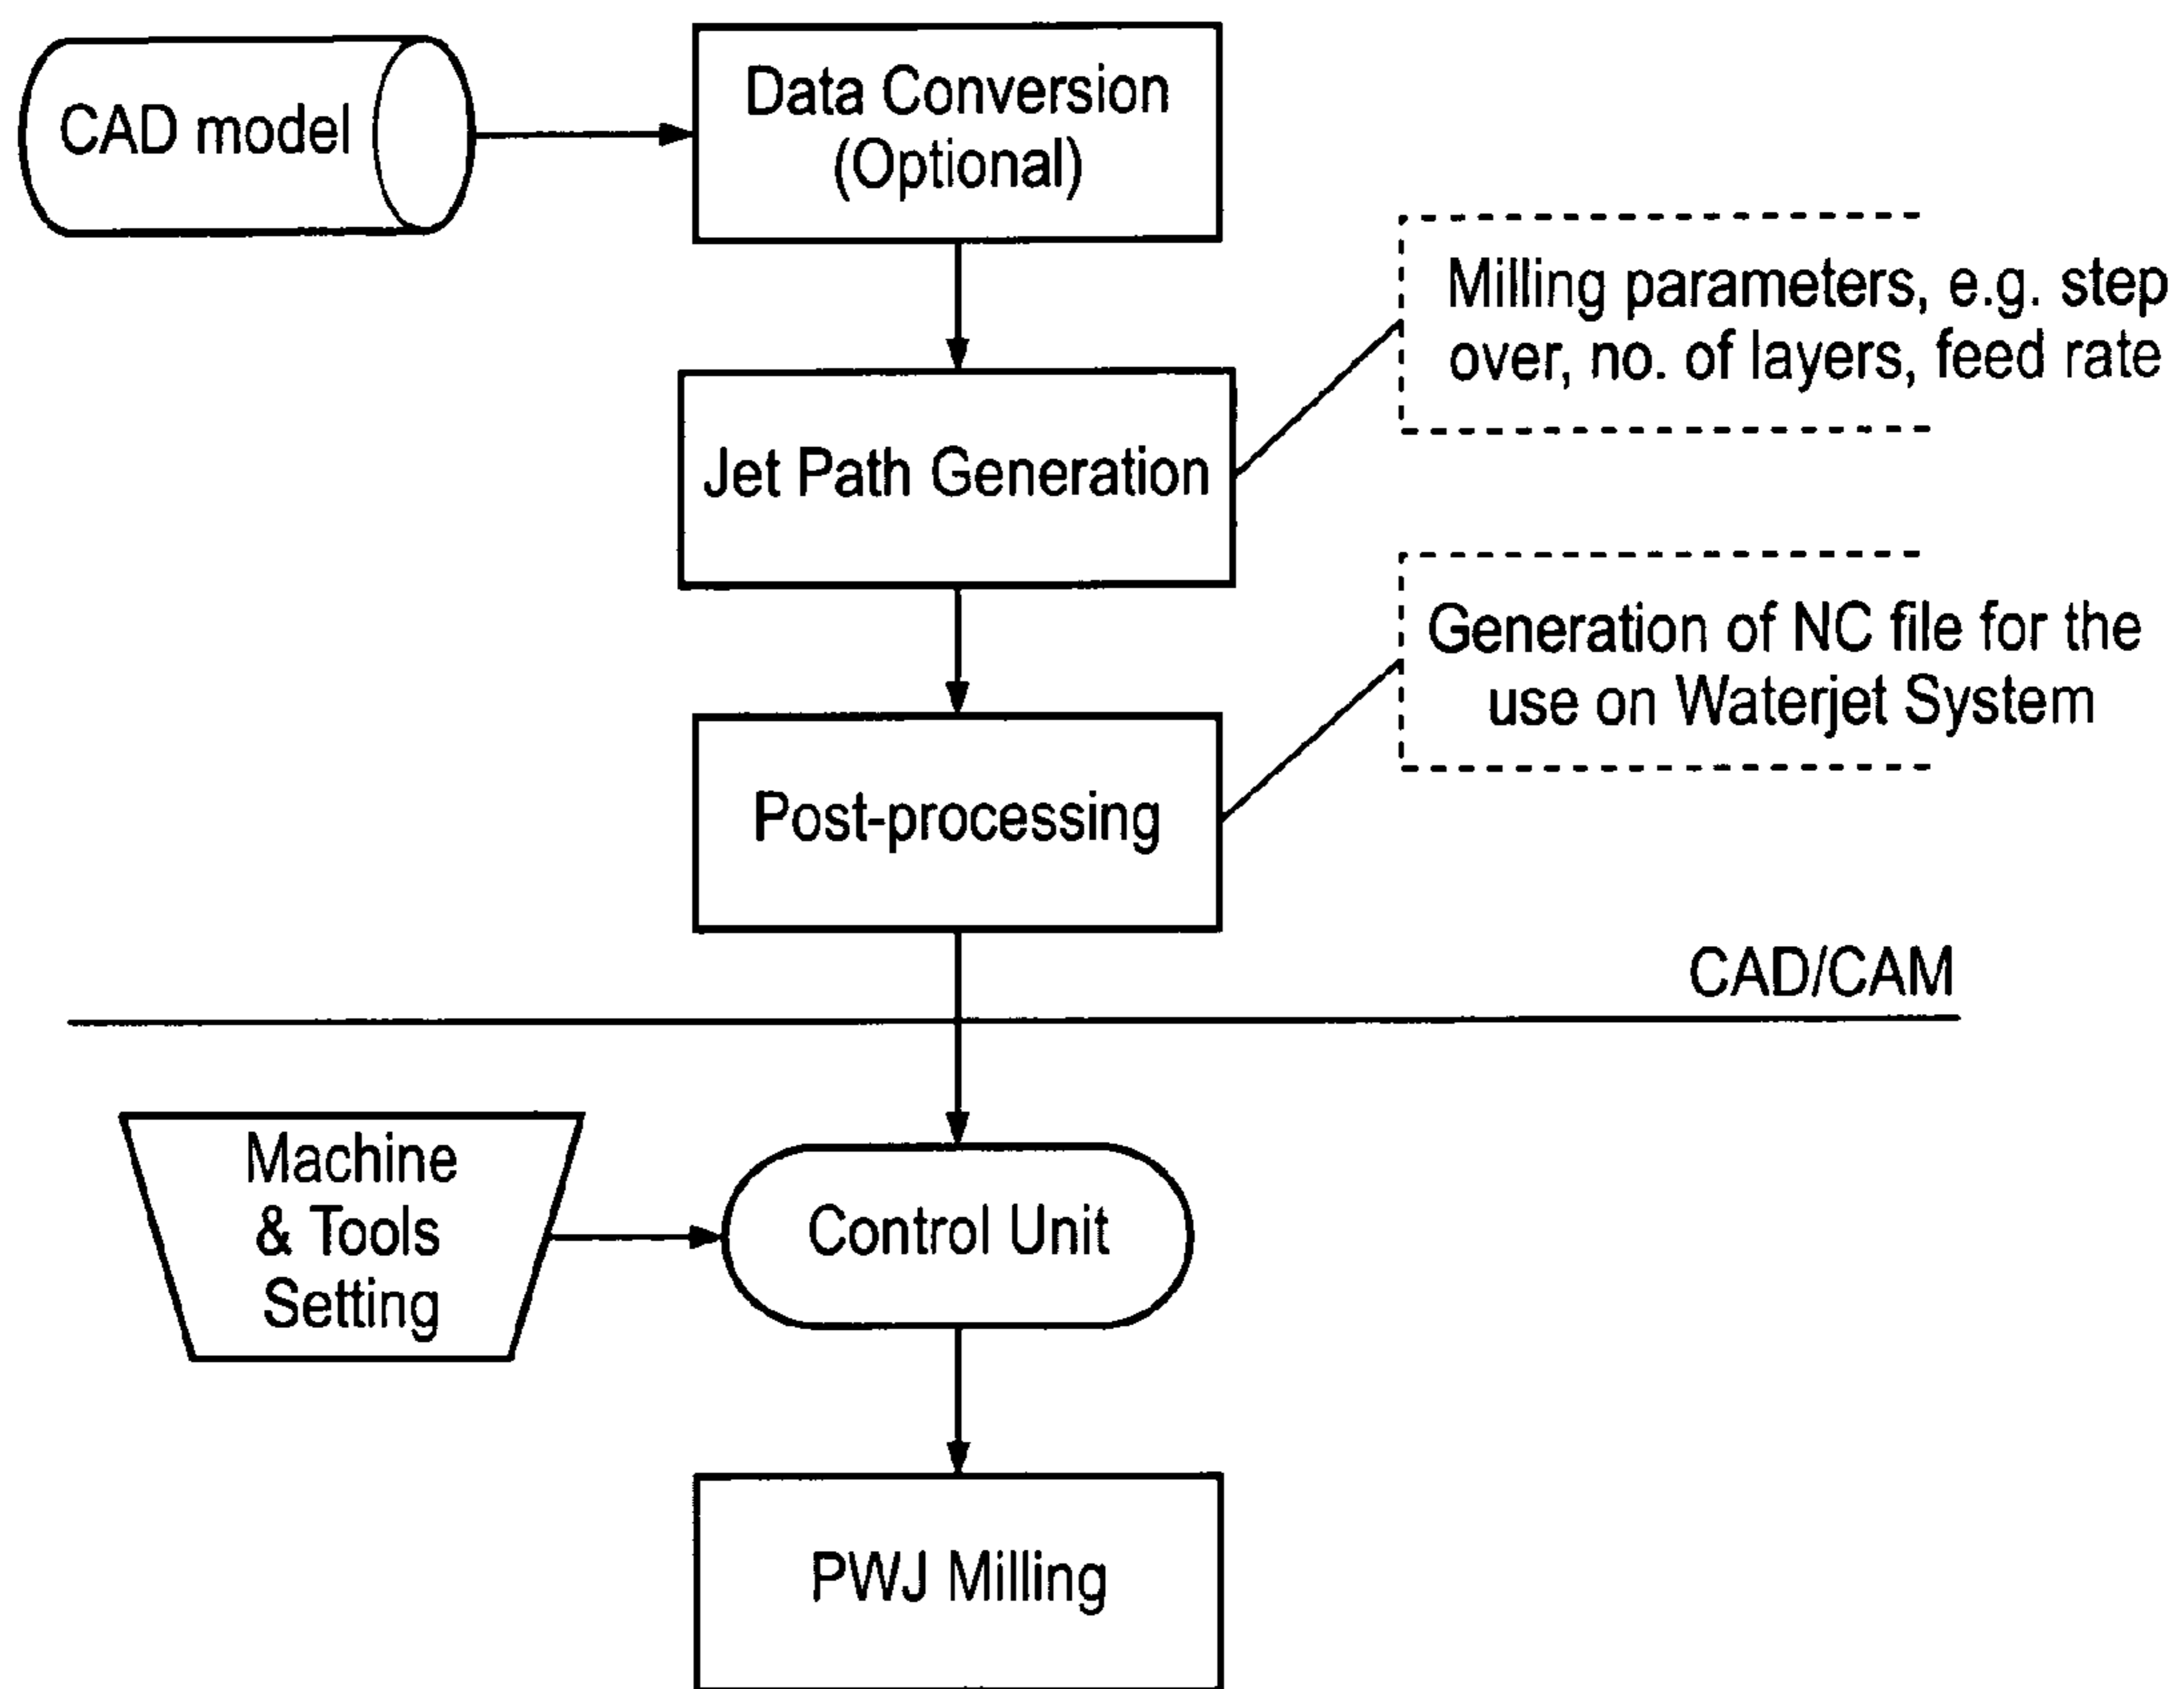 CAD model
Data Conversion
(Optional)
Milling parameters, e.g. step
over, no. of layers, feed rate
Jet Path Generation
Generation of NC file for the
use on Waterjet System
Post-processing
CAD/CAM
Machine
& Tools
Setting
Control Unit
PWJ Milling